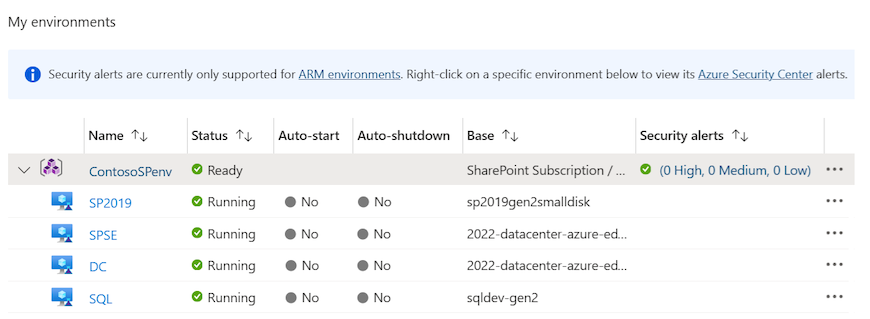 My environments
Security alerts are currently only supported for ARM environments. Right-click on a specific environment below to view its Azure Security Center alerts.
Name Status Auto-start Auto-shutdown Base Security alerts
ContosoSPenv Ready SharePoint Subscription / ... (0 High, 0 Medium, 0 Low)
SP2019 Running No No sp2019gen2smalldisk
SPSE Running No No 2022-datacenter-azure-ed...
DC Running No No 2022-datacenter-azure-ed...
SQL Running No No sqldev-gen2